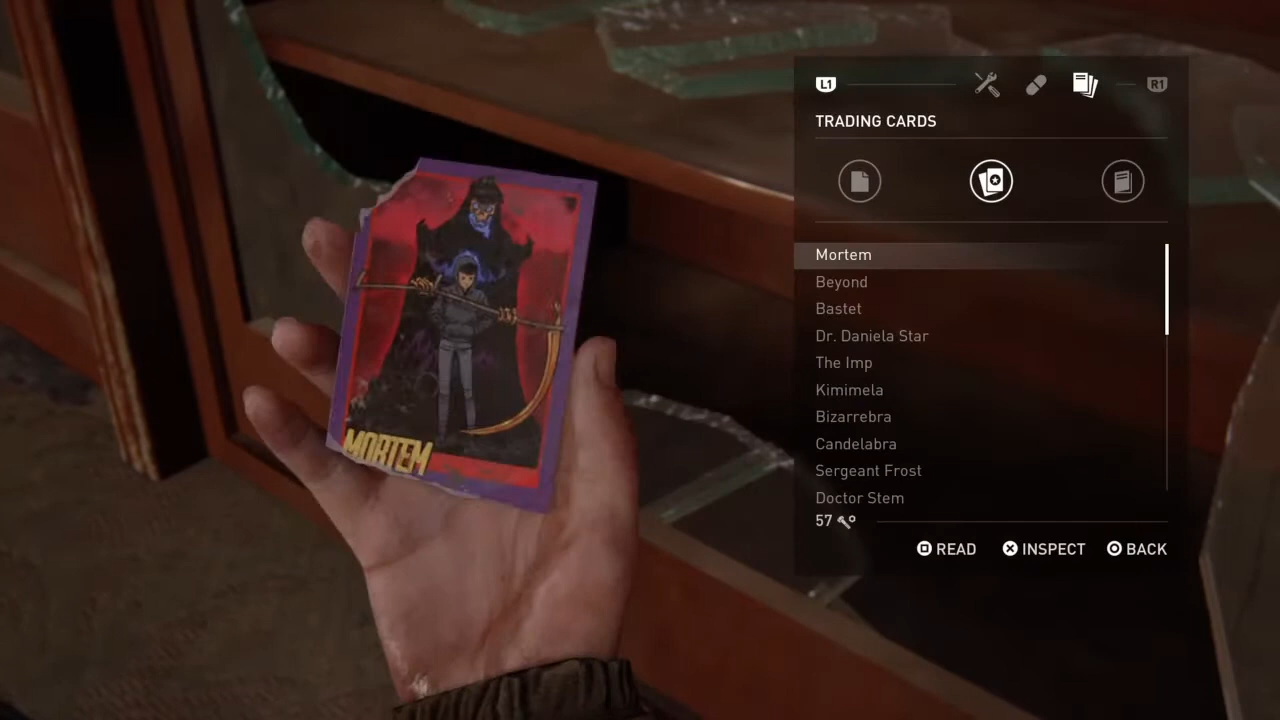 L1
R1
TRADING CARDS
Mortem
Beyond
Bastet
Dr. Daniela Star
The Imp
Kimimela
Bizarrebra
Candelabra
Sergeant Frost
Doctor Stem
57
READ INSPECT BACK
MORTEM